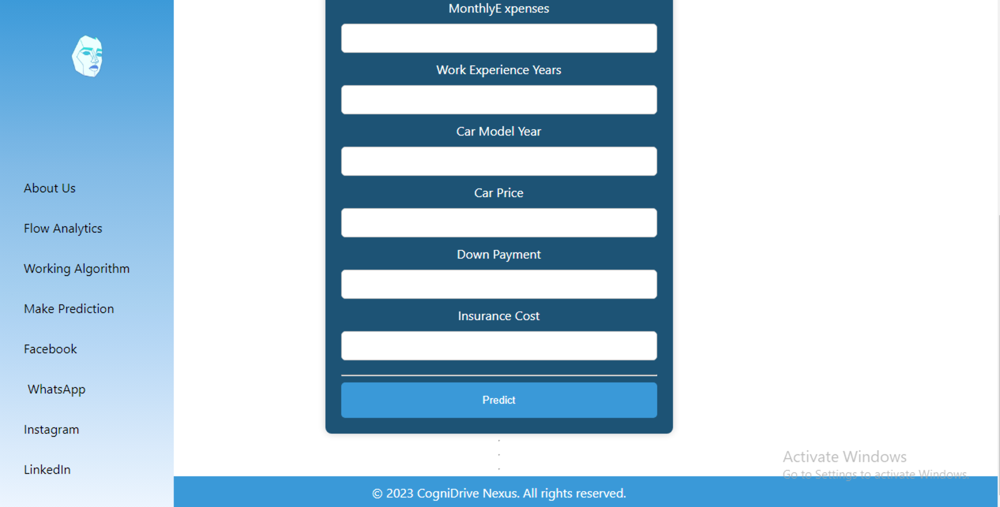 About Us
Flow Analytics
Working Algorithm
Make Prediction
Facebook
WhatsApp
Instagram
LinkedIn
MonthlyE xpenses
Work Experience Years
Car Model Year
Car Price
Down Payment
Insurance Cost
Predict
.
.
.
Activate Windows
Go to Settings to activate Windows.
© 2023 CogniDrive Nexus. All rights reserved.